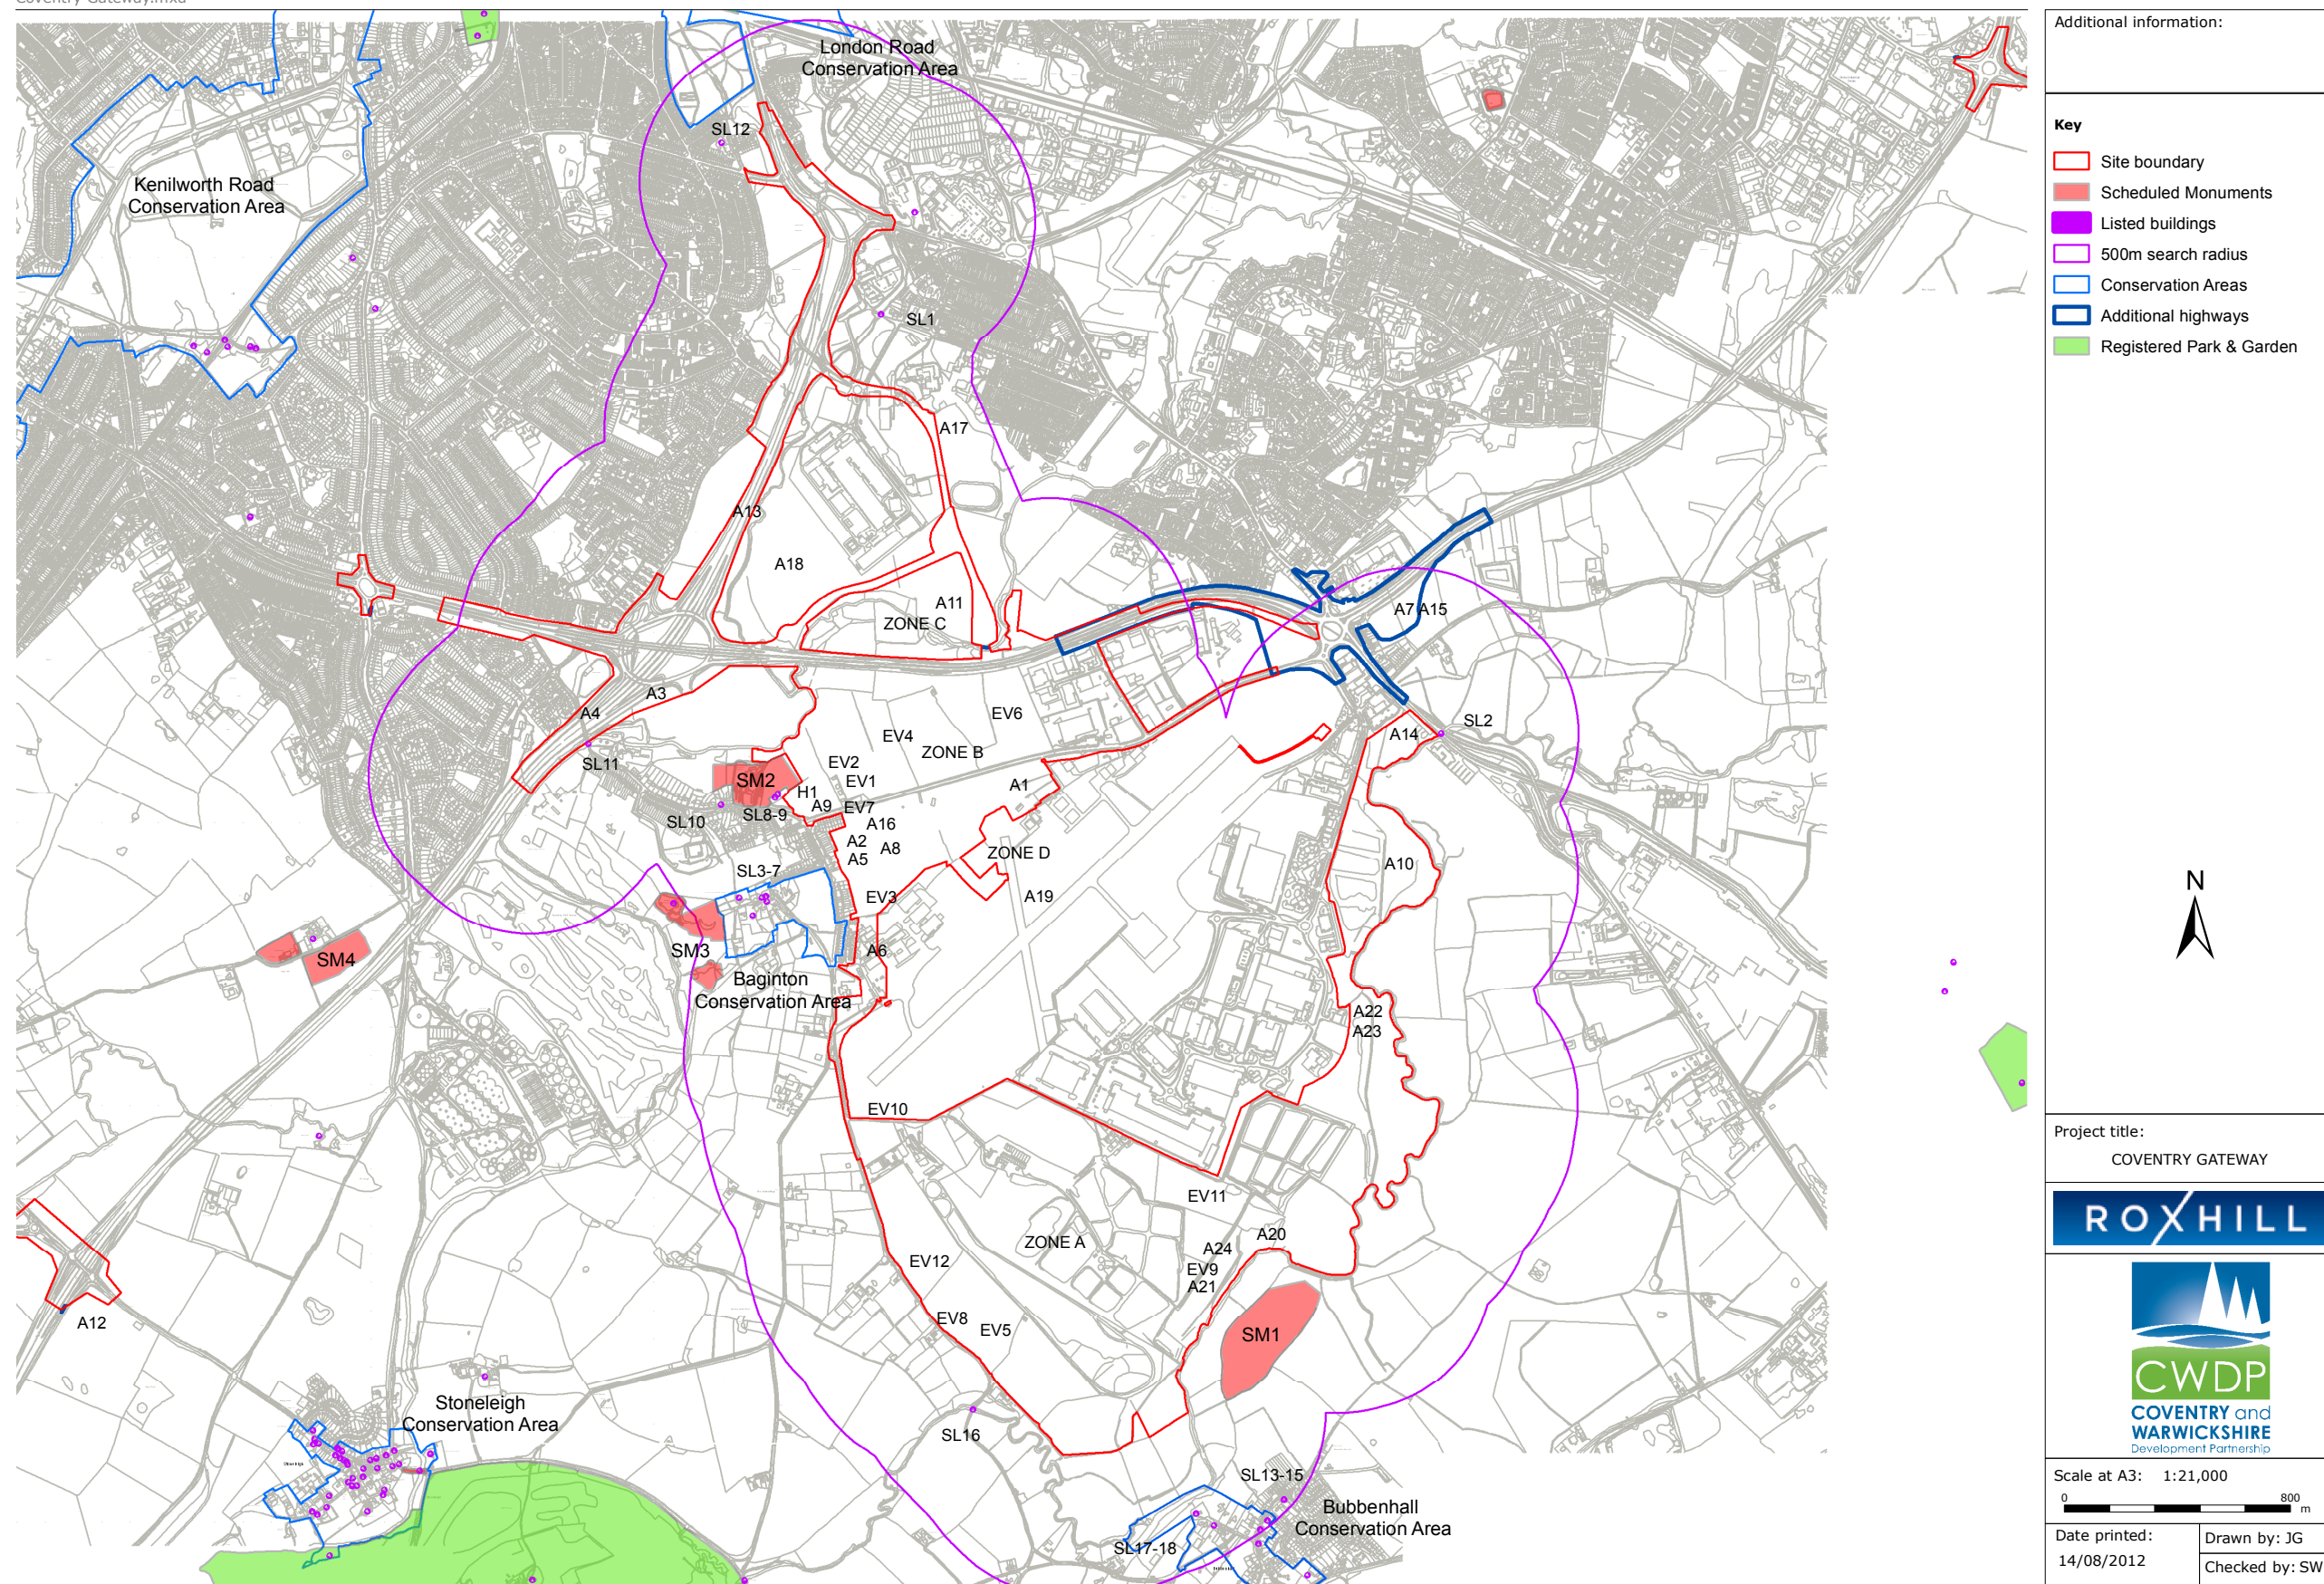 London Road
Conservation Area
SL12
Kenilworth Road
Conservation Area
SL1
A17
A13
A18
A11
ZONE C
A7 A15
A3
A4
EV6
SL2
EV4
ZONE B
A14
EV2
SL11
SM2
EV1
A1
H1
A9
EV7
SL8-9
SL10
A16
A2
A8
A5
ZONE D
A10
SL3-7
EV3
A19
SM3
A6
SM4
Baginton
Conservation Area
A22
A23
EV10
EV11
A20
ZONE A
A24
EV12
EV9
A21
A12
EV8
EV5
SM1
Stoneleigh
Conservation Area
SL16
SL13-15
Bubbenhall
Conservation Area
SL17-18
Additional information:
Key
Site boundary
Scheduled Monuments
Listed buildings
500m search radius
Conservation Areas
Additional highways
Registered Park & Garden
N
Project title:
COVENTRY GATEWAY
ROXHILL
CWDP
COVENTRY and
WARWICKSHIRE
Development Partnership
Scale at A3: 1:21,000
0 800
m
Date printed:
14/08/2012
Drawn by: JG
Checked by: SW